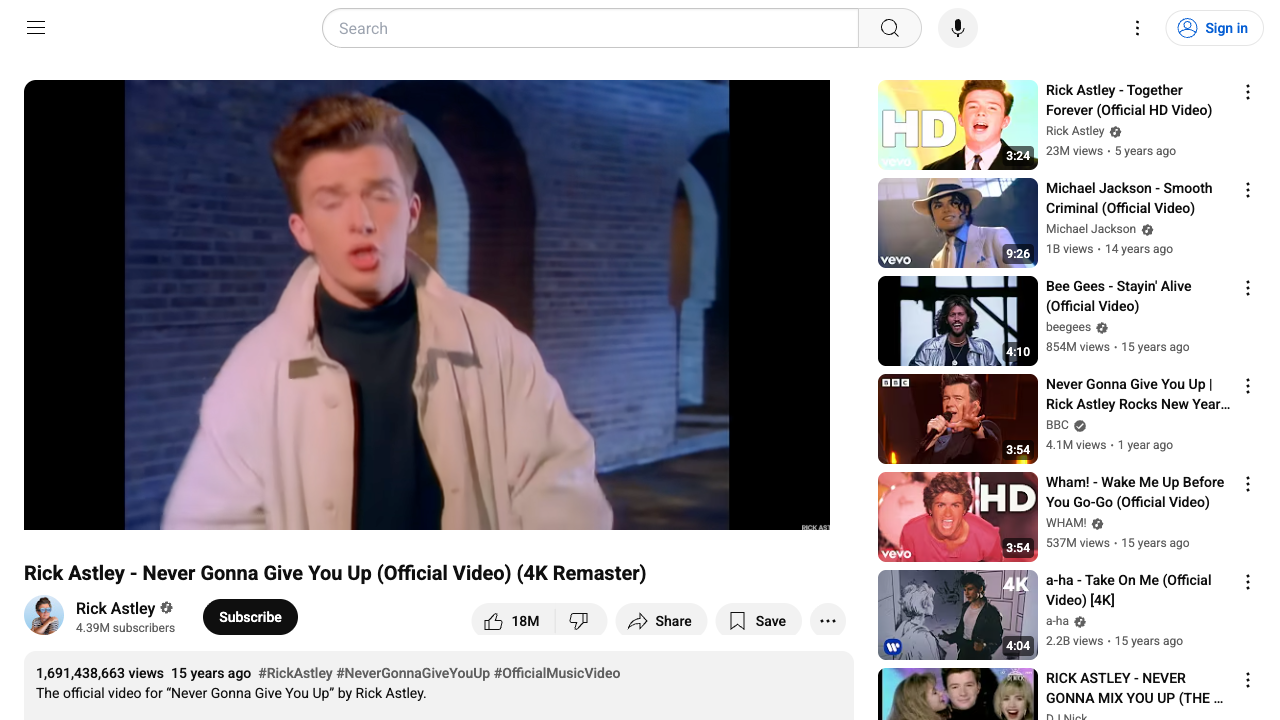 Search
Sign in
RICK AST
Rick Astley - Never Gonna Give You Up (Official Video) (4K Remaster)
Rick Astley
4.39M subscribers
Subscribe
18M
Share
Save
1,691,438,663 views 15 years ago #RickAstley #NeverGonnaGiveYouUp #OfficialMusicVideo
The official video for “Never Gonna Give You Up” by Rick Astley.
HD
vevo
3:24
Rick Astley - Together
Forever (Official HD Video)
Rick Astley
23M views • 5 years ago
vevo
9:26
Michael Jackson - Smooth
Criminal (Official Video)
Michael Jackson
1B views • 14 years ago
4:10
Bee Gees - Stayin' Alive
(Official Video)
beegees
854M views • 15 years ago
BBC
3:54
Never Gonna Give You Up |
Rick Astley Rocks New Year...
BBC
4.1M views • 1 year ago
HD
vevo
3:54
Wham! - Wake Me Up Before
You Go-Go (Official Video)
WHAM!
537M views • 15 years ago
4K
4:04
a-ha - Take On Me (Official
Video) [4K]
a-ha
2.2B views • 15 years ago
RICK ASTLEY - NEVER
GONNA MIX YOU UP (THE ...
DJ Nick